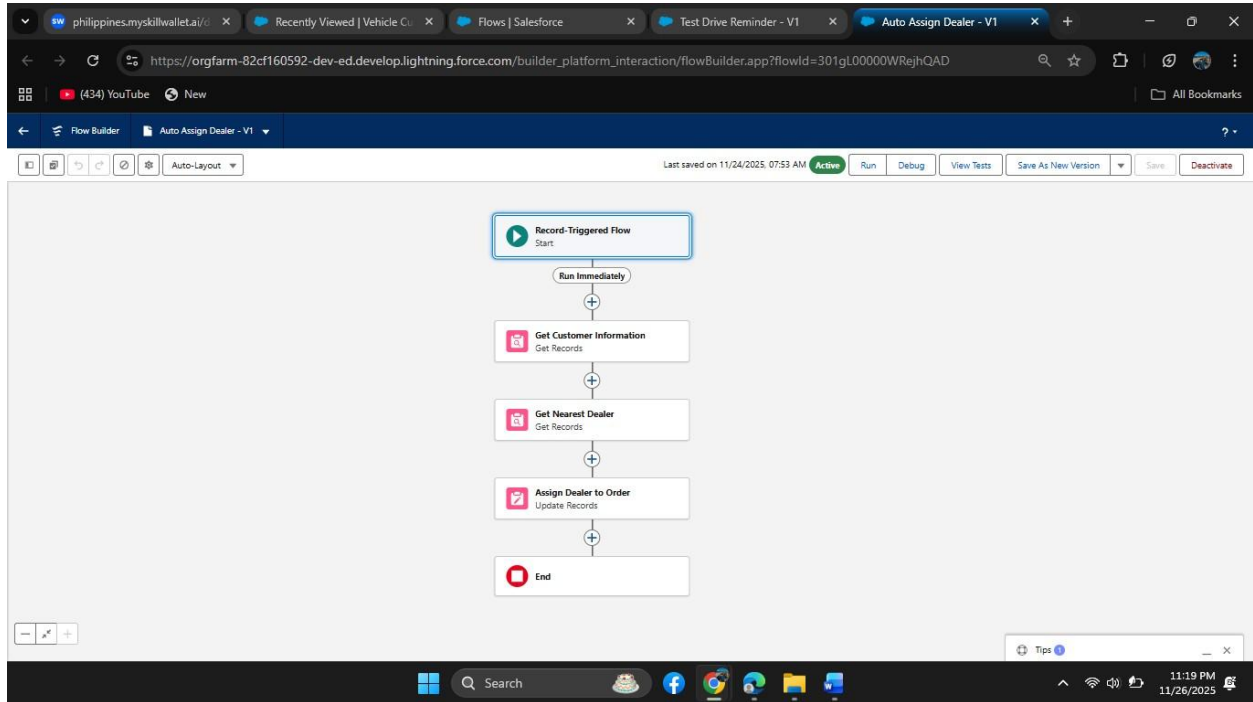 philippines.myskillwallet.ai/d
Recently Viewed | Vehicle Cu
Flows | Salesforce
Test Drive Reminder - V1
Auto Assign Dealer - V1
https://orgfarm-82cf160592-dev-ed.develop.lightning.force.com/builder_platform_interaction/flowBuilder.app?flowId=301gL00000WRejhQAD
(434) YouTube
New
All Bookmarks
Flow Builder
Auto Assign Dealer - V1
?
Auto-Layout
Last saved on 11/24/2025, 07:53 AM
Active
Run
Debug
View Tests
Save As New Version
Save
Deactivate
Record-Triggered Flow
Start
Run Immediately
Get Customer Information
Get Records
Get Nearest Dealer
Get Records
Assign Dealer to Order
Update Records
End
Tips 1
Search
11:19 PM
11/26/2025